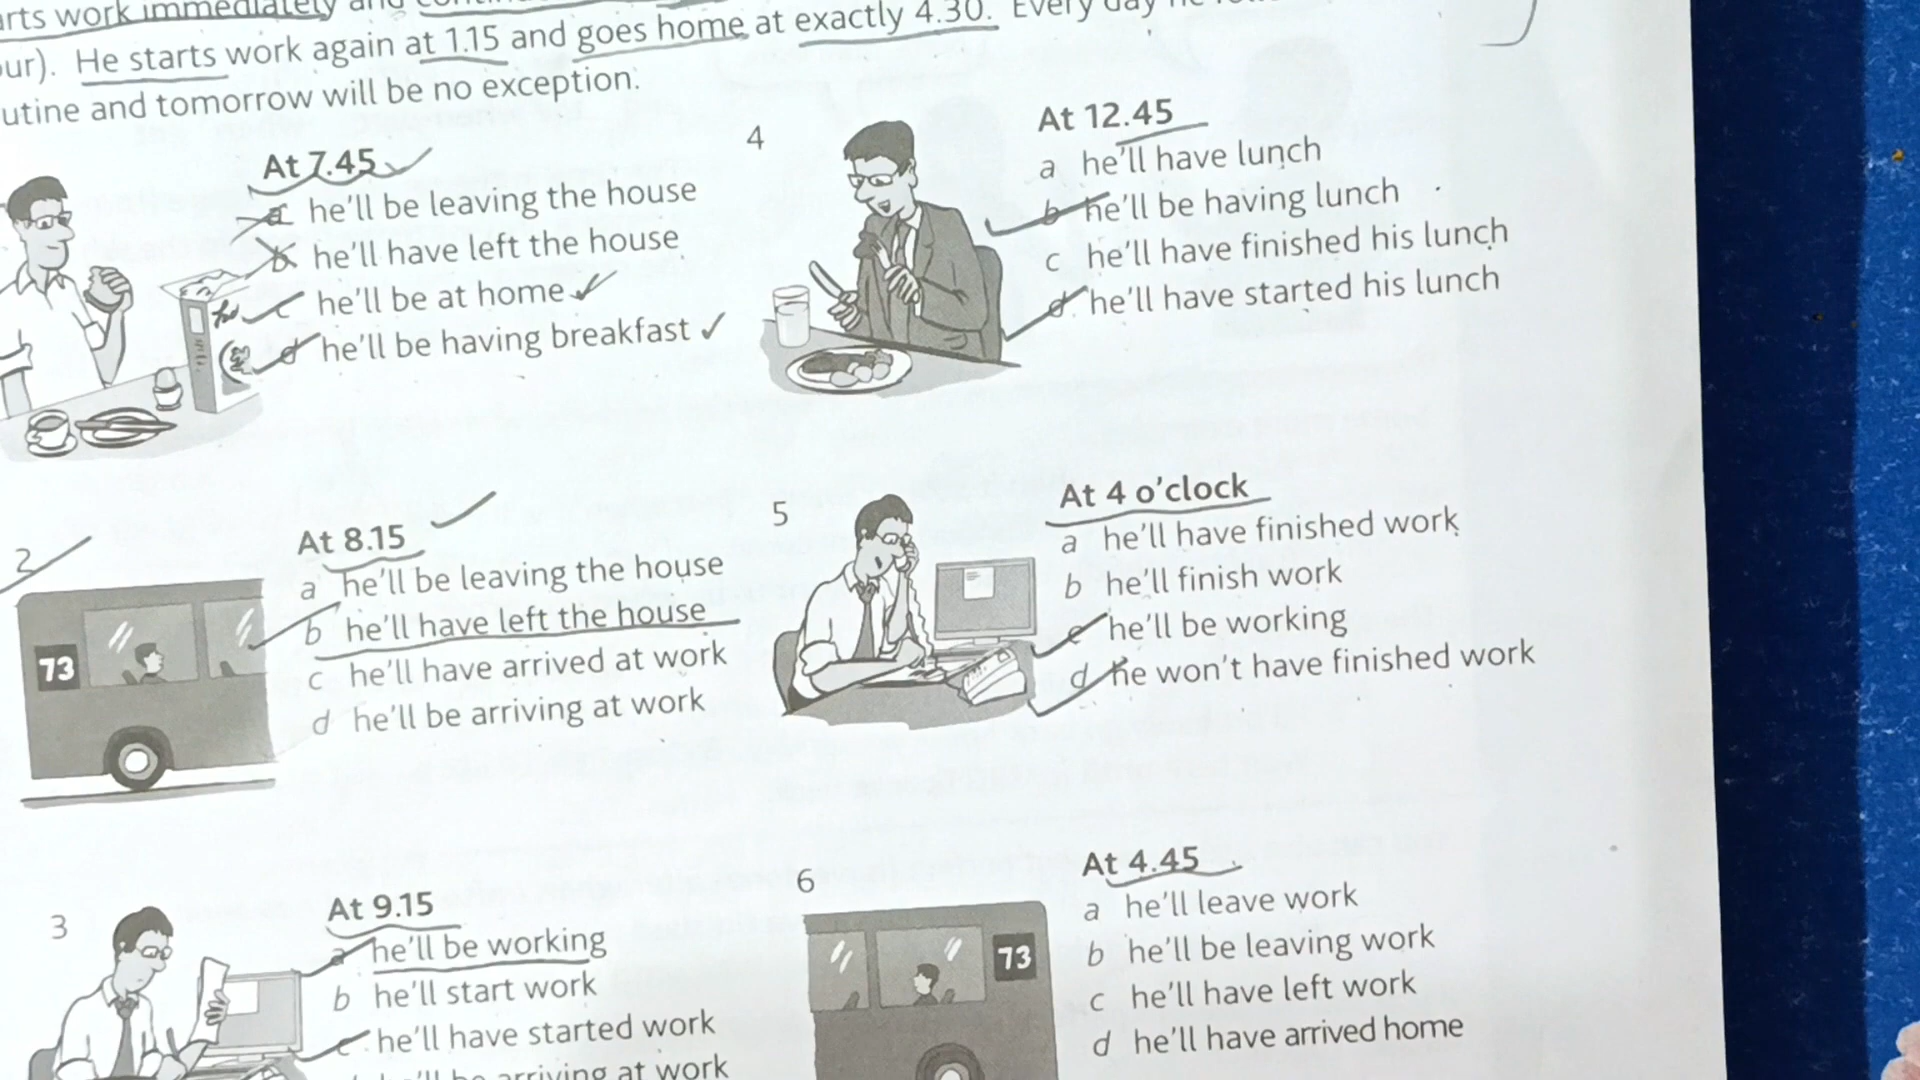 work immediately and
He starts work again at 1.15 and goes home at exactly 4.30. Every day he
and tomorrow will be no exception.
At 7.45
a he'll be leaving the house
b he'll have left the house
c he'll be at home
d he'll be having breakfast
2
At 8.15
a he'll be leaving the house
b he'll have left the house
c he'll have arrived at work
d he'll be arriving at work
73
3
At 9.15
a he'll be working
b he'll start work
c he'll have started work
he'll be arriving at work
4
At 12.45
a he'll have lunch
b he'll be having lunch
c he'll have finished his lunch
d he'll have started his lunch
5
At 4 o'clock
a he'll have finished work
b he'll finish work
c he'll be working
d he won't have finished work
6
At 4.45
a he'll leave work
b he'll be leaving work
c he'll have left work
d he'll have arrived home
73